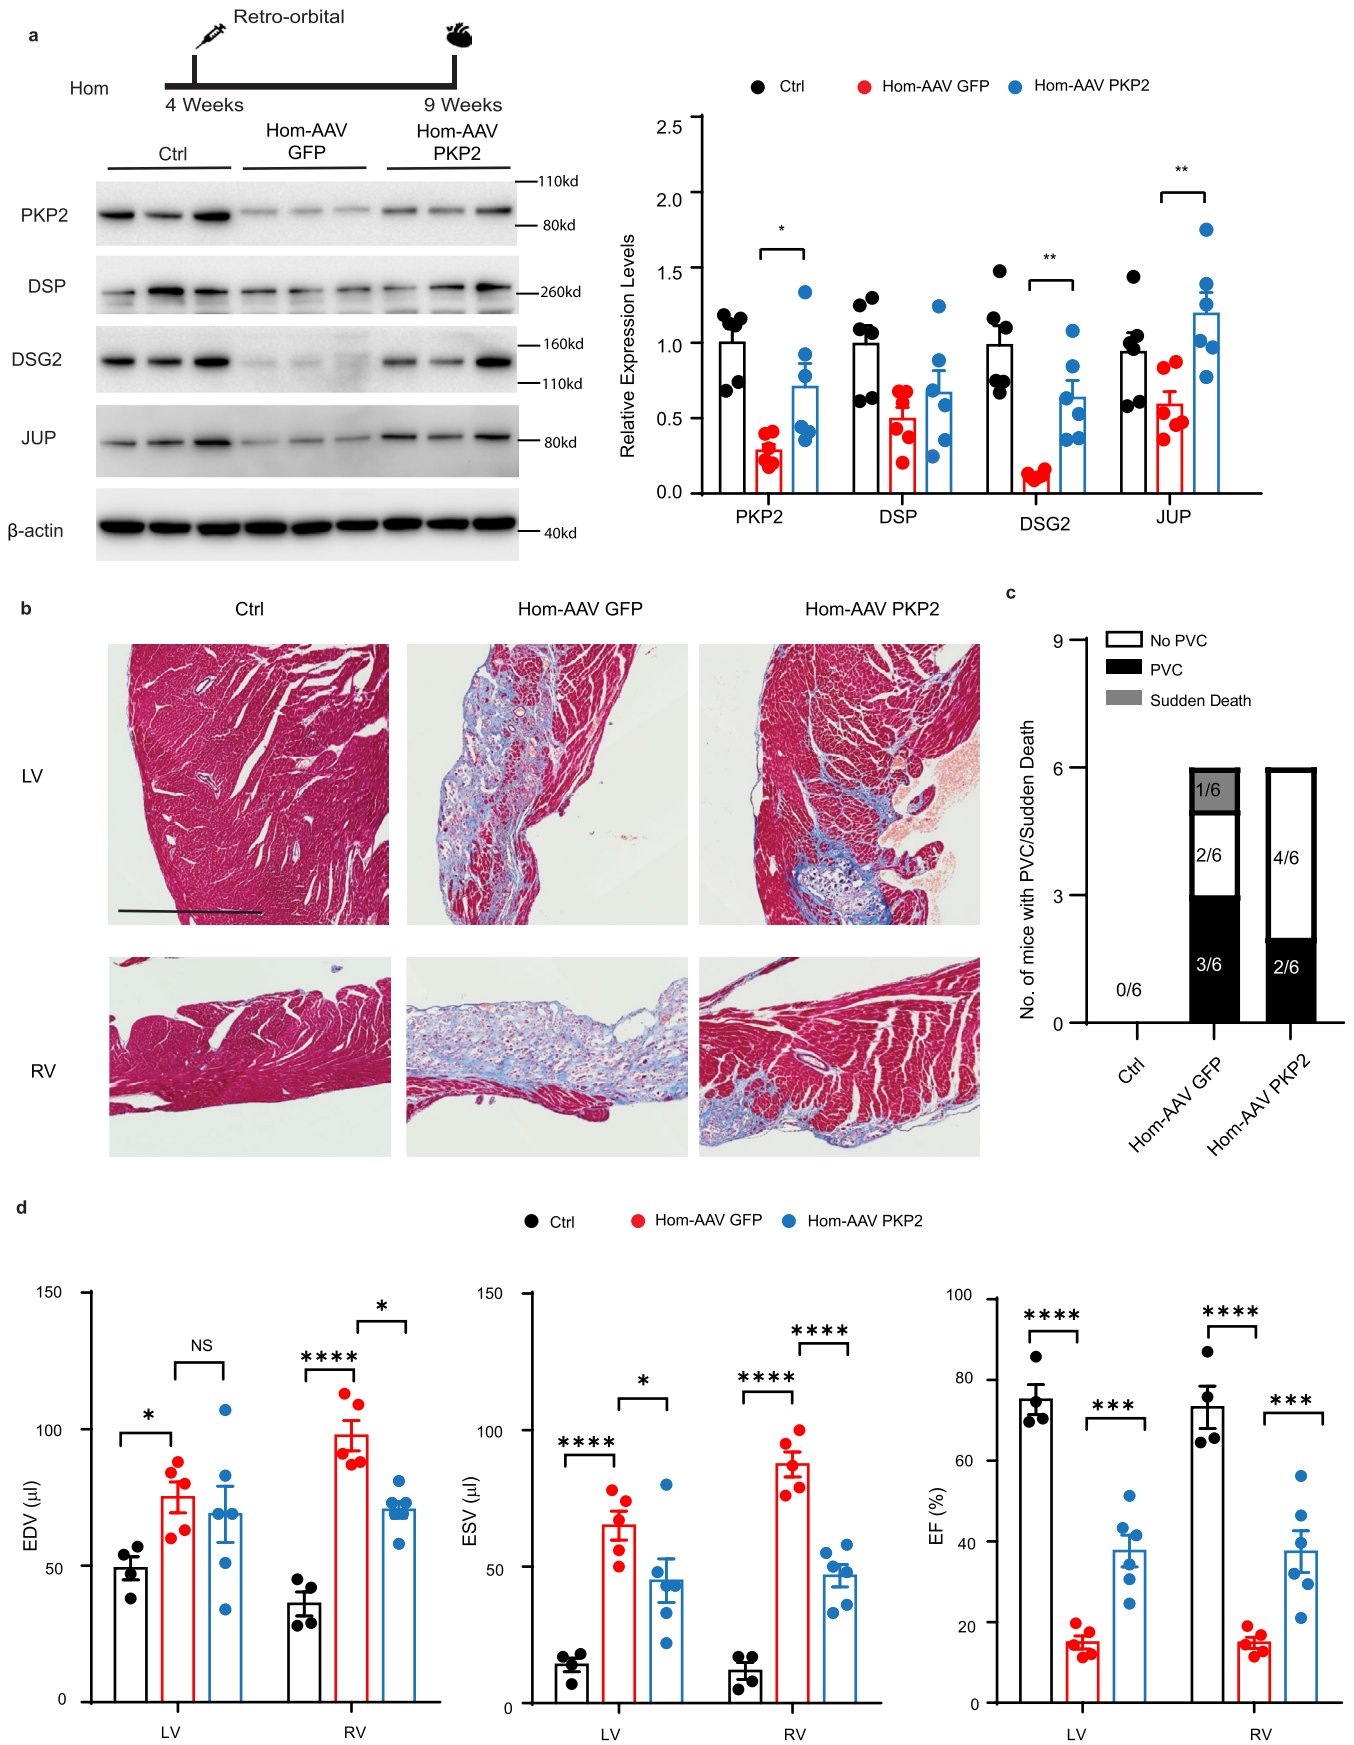 a
Retro-orbital
Hom
4 Weeks
9 Weeks
Ctrl
Hom-AAV
GFP
Hom-AAV
PKP2
PKP2
110kd
80kd
DSP
260kd
DSG2
160kd
110kd
JUP
80kd
β-actin
40kd
Ctrl
Hom-AAV GFP
Hom-AAV PKP2
Relative Expression Levels
2.5
2.0
1.5
1.0
0.5
0.0
*
**
**
PKP2
DSP
DSG2
JUP
b
Ctrl
Hom-AAV GFP
Hom-AAV PKP2
LV
RV
c
No. of mice with PVC/Sudden Death
9
6
3
0
No PVC
PVC
Sudden Death
0/6
1/6
2/6
3/6
4/6
2/6
Ctrl
Hom-AAV GFP
Hom-AAV PKP2
d
Ctrl
Hom-AAV GFP
Hom-AAV PKP2
EDV (µl)
150
100
50
0
*
NS
****
*
LV
RV
ESV (µl)
150
100
50
0
****
*
****
****
LV
RV
EF (%)
100
80
60
40
20
0
****
***
****
***
LV
RV